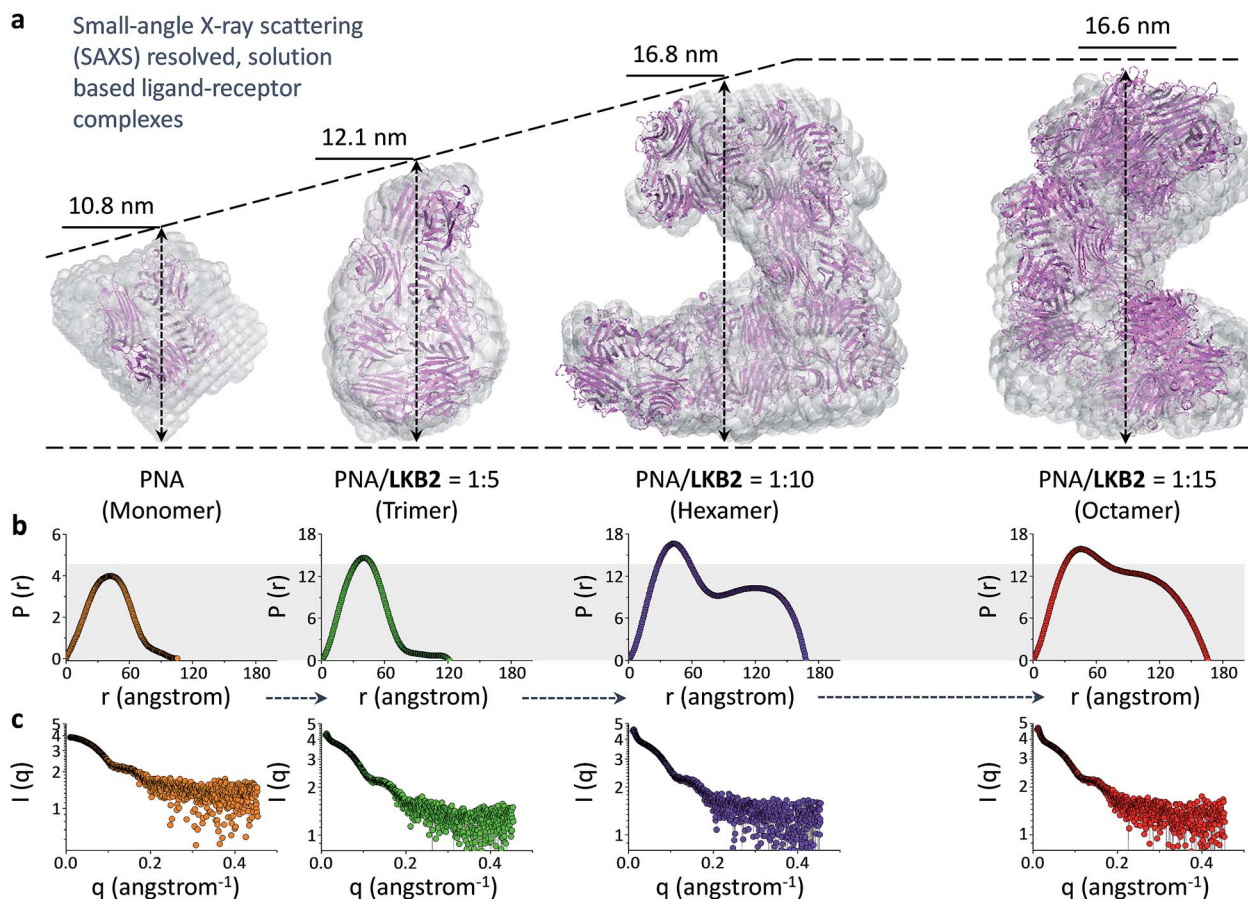 a
Small-angle X-ray scattering
(SAXS) resolved, solution
based ligand-receptor
complexes
10.8 nm
12.1 nm
16.8 nm
16.6 nm
PNA
(Monomer)
PNA/LKB2 = 1:5
(Trimer)
PNA/LKB2 = 1:10
(Hexamer)
PNA/LKB2 = 1:15
(Octamer)
b
P (r)
6
4
2
0
0 60 120 180
r (angstrom)
P (r)
18
12
6
0
0 60 120 180
r (angstrom)
P (r)
18
12
6
0
0 60 120 180
r (angstrom)
P (r)
18
12
6
0
0 60 120 180
r (angstrom)
c
I (q)
5
4
3
2
1
0.0 0.2 0.4
q (angstrom⁻¹)
I (q)
5
4
3
2
1
0.0 0.2 0.4
q (angstrom⁻¹)
I (q)
5
4
3
2
1
0.0 0.2 0.4
q (angstrom⁻¹)
I (q)
5
4
3
2
1
0.0 0.2 0.4
q (angstrom⁻¹)